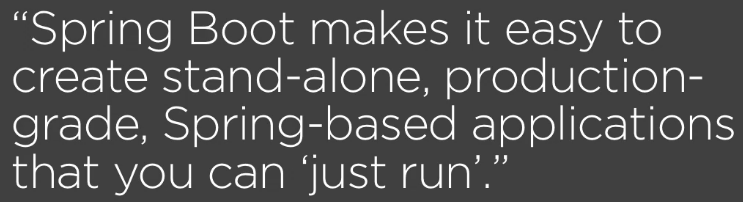 “Spring Boot makes it easy to
create stand-alone, production-
grade, Spring-based applications
that you can ‘just run’.”